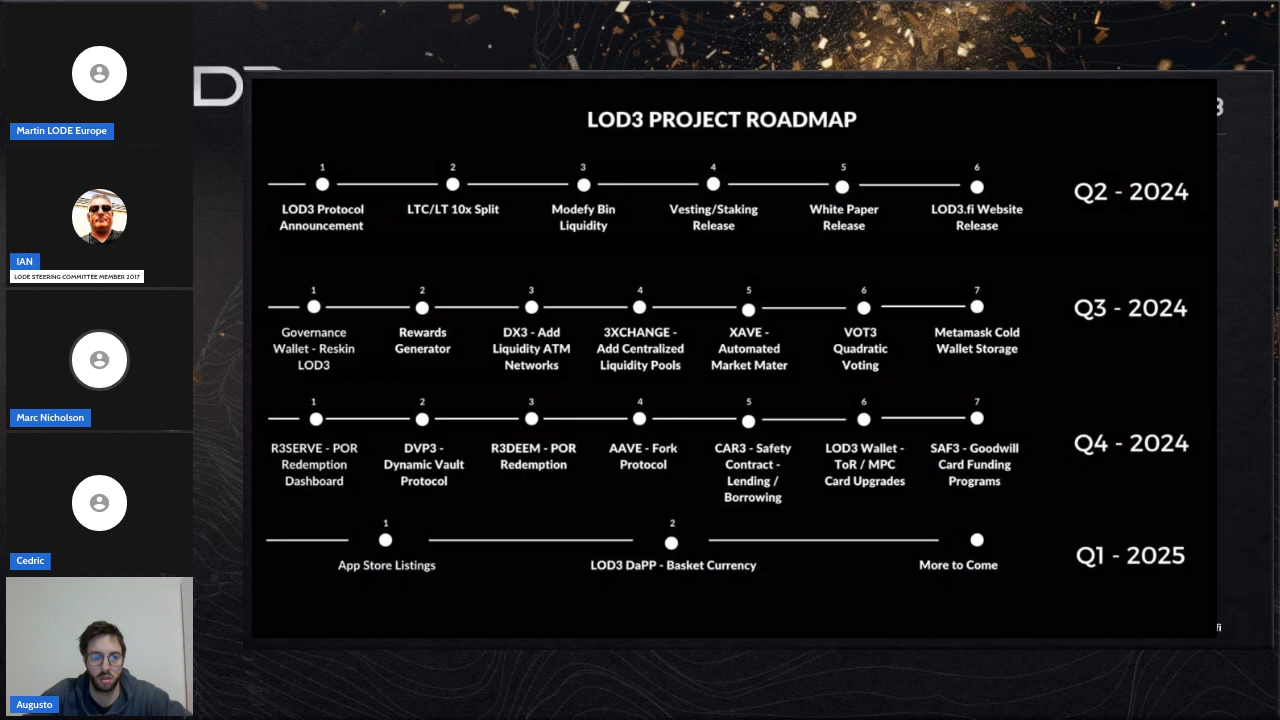 Martin LODE Europe
IAN
LODE STEERING COMMITTEE MEMBER 2017
Marc Nicholson
Cedric
Augusto
LOD3 PROJECT ROADMAP
1 2 3 4 5 6
LOD3 Protocol
Announcement
LTC/LT 10x Split
Modefy Bin
Liquidity
Vesting/Staking
Release
White Paper
Release
LOD3.fi Website
Release
Q2 - 2024
1 2 3 4 5 6 7
Governance
Wallet - Reskin
LOD3
Rewards
Generator
DX3 - Add
Liquidity ATM
Networks
3XCHANGE -
Add Centralized
Liquidity Pools
XAVE -
Automated
Market Mater
VOT3
Quadratic
Voting
Metamask Cold
Wallet Storage
Q3 - 2024
1 2 3 4 5 6 7
R3SERVE - POR
Redemption
Dashboard
DVP3 -
Dynamic Vault
Protocol
R3DEEM - POR
Redemption
AAVE - Fork
Protocol
CAR3 - Safety
Contract -
Lending /
Borrowing
LOD3 Wallet -
ToR / MPC
Card Upgrades
SAF3 - Goodwill
Card Funding
Programs
Q4 - 2024
1 2
App Store Listings
LOD3 DaPP - Basket Currency
More to Come
Q1 - 2025